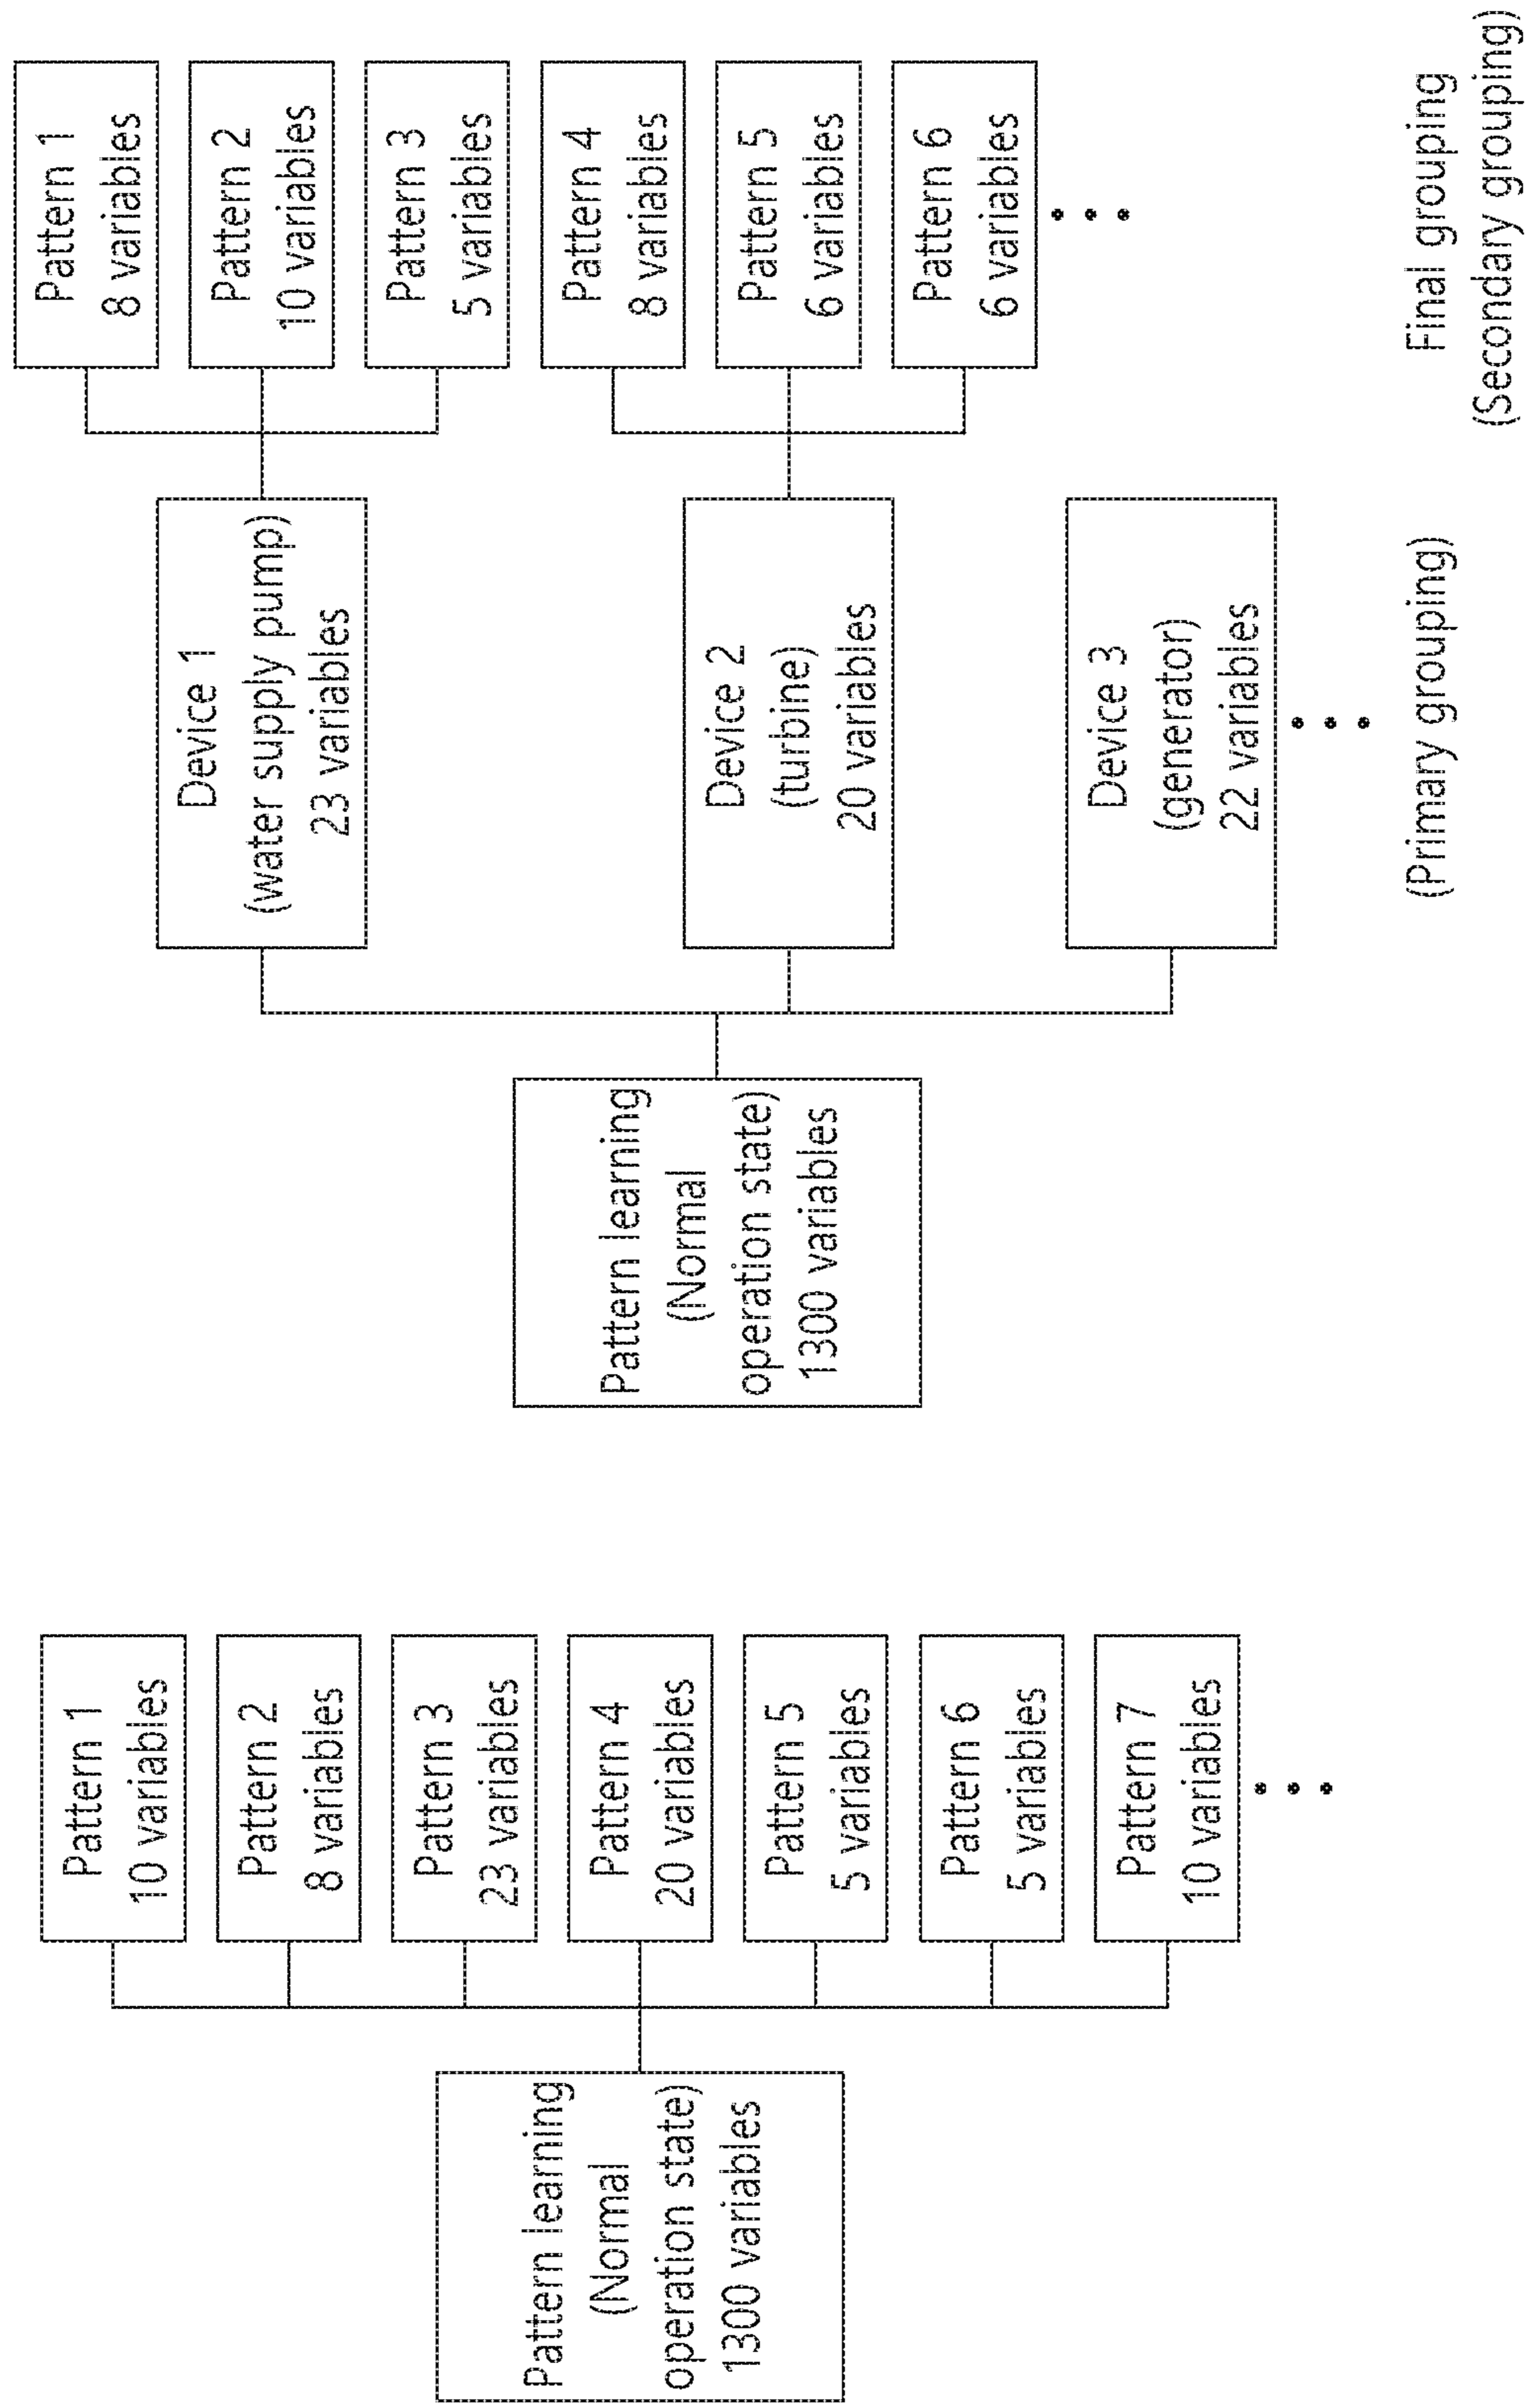 Pattern learning
(Normal
operation state)
1300 variables
Pattern 1
10 variables
Pattern 2
8 variables
Pattern 3
23 variables
Pattern 4
20 variables
Pattern 5
5 variables
Pattern 6
5 variables
Pattern 7
10 variables
Pattern learning
(Normal
operation state)
1300 variables
Device 1
(water supply pump)
23 variables
Device 2
(turbine)
20 variables
Device 3
(generator)
22 variables
(Primary grouping)
Pattern 1
8 variables
Pattern 2
10 variables
Pattern 3
5 variables
Pattern 4
8 variables
Pattern 5
6 variables
Pattern 6
6 variables
Final grouping
(Secondary grouping)